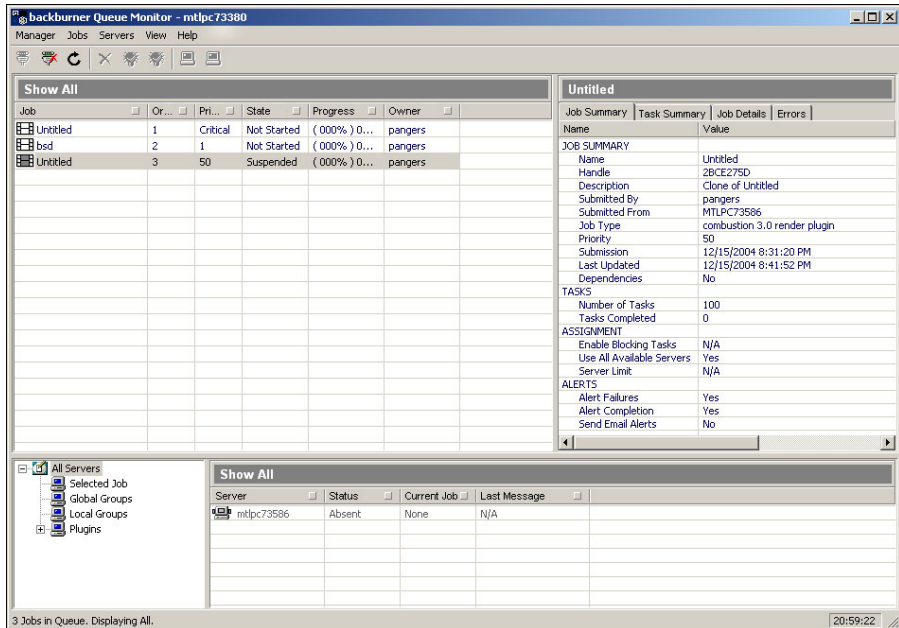 backburner Queue Monitor - mtlpc73380
Manager Jobs Servers View Help
Show All
Job Or... Pri... State Progress Owner
Untitled 1 Critical Not Started ( 000% ) 0... pangers
bsd 2 1 Not Started ( 000% ) 0... pangers
Untitled 3 50 Suspended ( 000% ) 0... pangers
Untitled
Job Summary Task Summary Job Details Errors
Name Value
JOB SUMMARY
Name Untitled
Handle 2BCE275D
Description Clone of Untitled
Submitted By pangers
Submitted From MTLPC73586
Job Type combustion 3.0 render plugin
Priority 50
Submission 12/15/2004 8:31:20 PM
Last Updated 12/15/2004 8:41:52 PM
Dependencies No
TASKS
Number of Tasks 100
Tasks Completed 0
ASSIGNMENT
Enable Blocking Tasks N/A
Use All Available Servers Yes
Server Limit N/A
ALERTS
Alert Failures Yes
Alert Completion Yes
Send Email Alerts No
All Servers
Selected Job
Global Groups
Local Groups
Plugins
Show All
Server Status Current Job Last Message
mtlpc73586 Absent None N/A
3 Jobs in Queue. Displaying All.
20:59:22